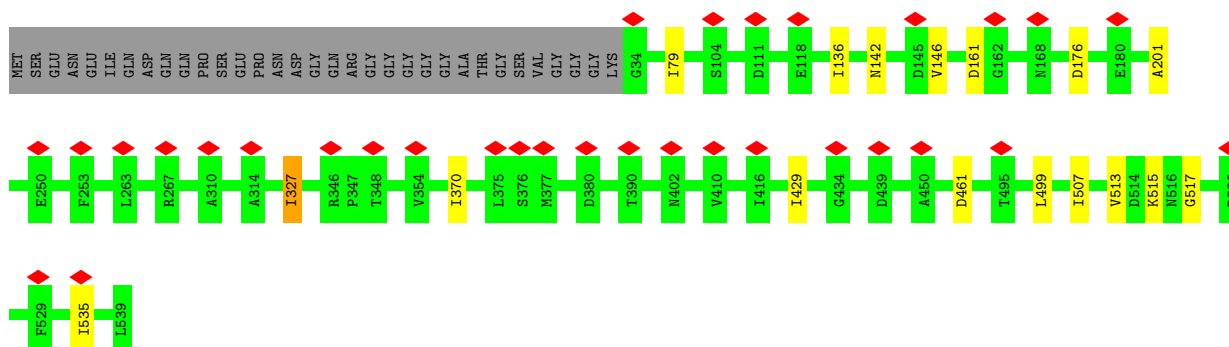 MET SER GLU ASN GLU ILE GLN ASP GLN GLN PRO SER GLU PRO ASN ASP GLY GLN ARG GLY GLY GLY GLY GLY ALA THR GLY SER VAL GLY GLY GLY LYS G34 I79 S104 D111 E118 I136 N142 D145 V146 D161 G162 N168 D176 E180 A201
E250 F253 L263 R267 A310 A314 I327 R346 P347 T348 V354 I370 L375 S376 M377 D380 T390 N402 V410 I416 I429 G434 D439 A450 D461 T495 L499 I507 V513 D514 K515 N516 G517
F529 I535 L539